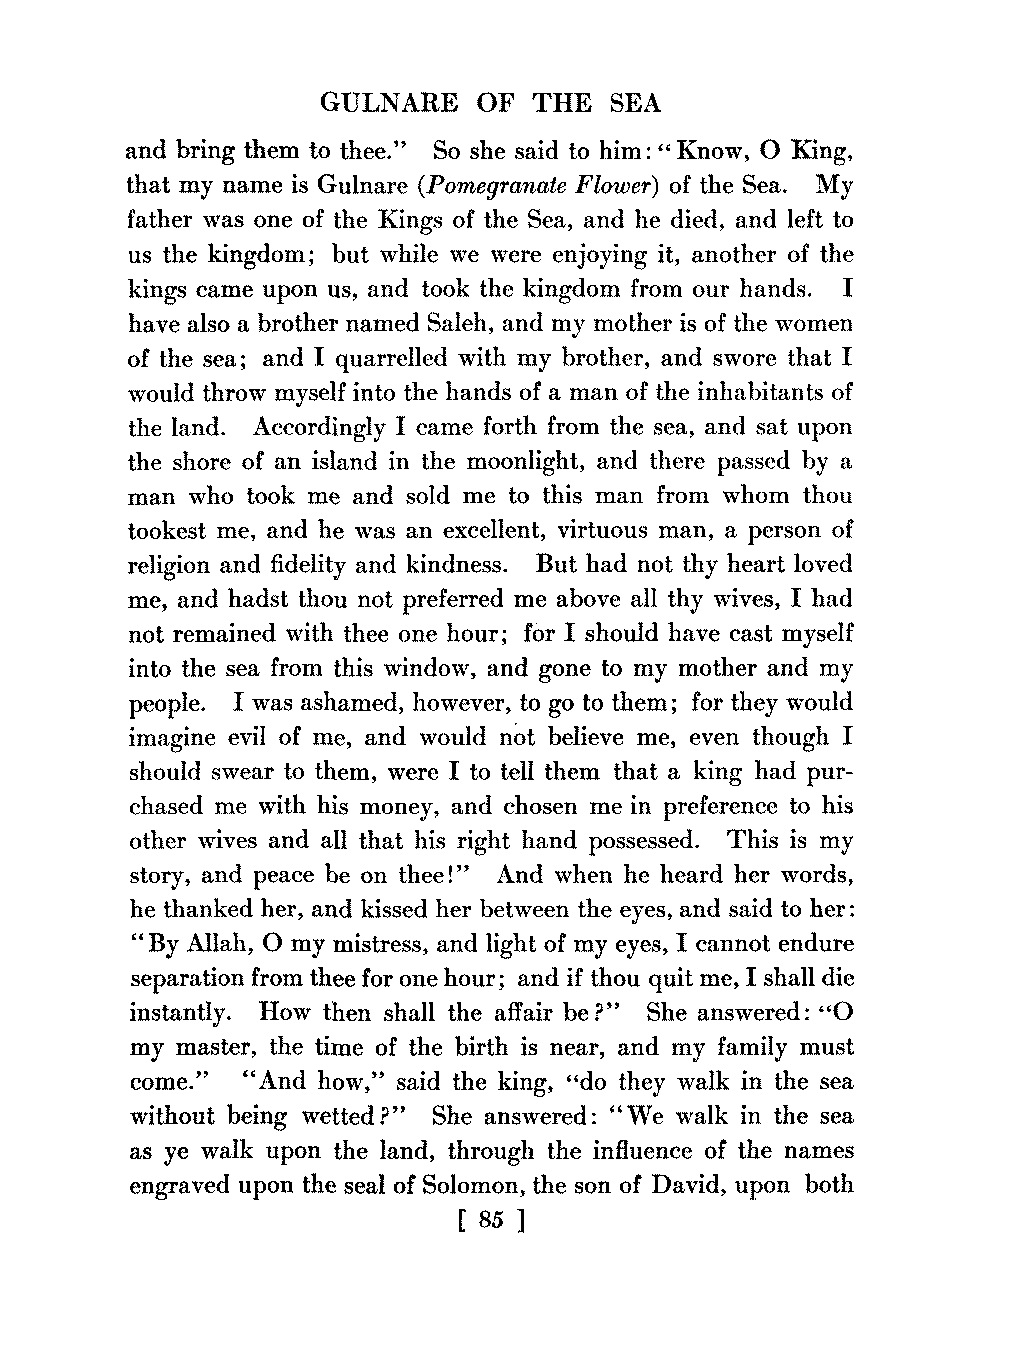 GULNARE OF THE SEA
and bring them to thee." So she said to him: "Know, O King,
that my name is Gulnare (Pomegranate Flower) of the Sea. My
father was one of the Kings of the Sea, and he died, and left to
us the kingdom; but while we were enjoying it, another of the
kings came upon us, and took the kingdom from our hands. I
have also a brother named Saleh, and my mother is of the women
of the sea; and I quarrelled with my brother, and swore that I
would throw myself into the hands of a man of the inhabitants of
the land. Accordingly I came forth from the sea, and sat upon
the shore of an island in the moonlight, and there passed by a
man who took me and sold me to this man from whom thou
tookest me, and he was an excellent, virtuous man, a person of
religion and fidelity and kindness. But had not thy heart loved
me, and hadst thou not preferred me above all thy wives, I had
not remained with thee one hour; for I should have cast myself
into the sea from this window, and gone to my mother and my
people. I was ashamed, however, to go to them; for they would
imagine evil of me, and would not believe me, even though I
should swear to them, were I to tell them that a king had pur-
chased me with his money, and chosen me in preference to his
other wives and all that his right hand possessed. This is my
story, and peace be on thee!" And when he heard her words,
he thanked her, and kissed her between the eyes, and said to her:
"By Allah, O my mistress, and light of my eyes, I cannot endure
separation from thee for one hour; and if thou quit me, I shall die
instantly. How then shall the affair be?" She answered: "O
my master, the time of the birth is near, and my family must
come." "And how," said the king, "do they walk in the sea
without being wetted?" She answered: "We walk in the sea
as ye walk upon the land, through the influence of the names
engraved upon the seal of Solomon, the son of David, upon both
[ 85 ]